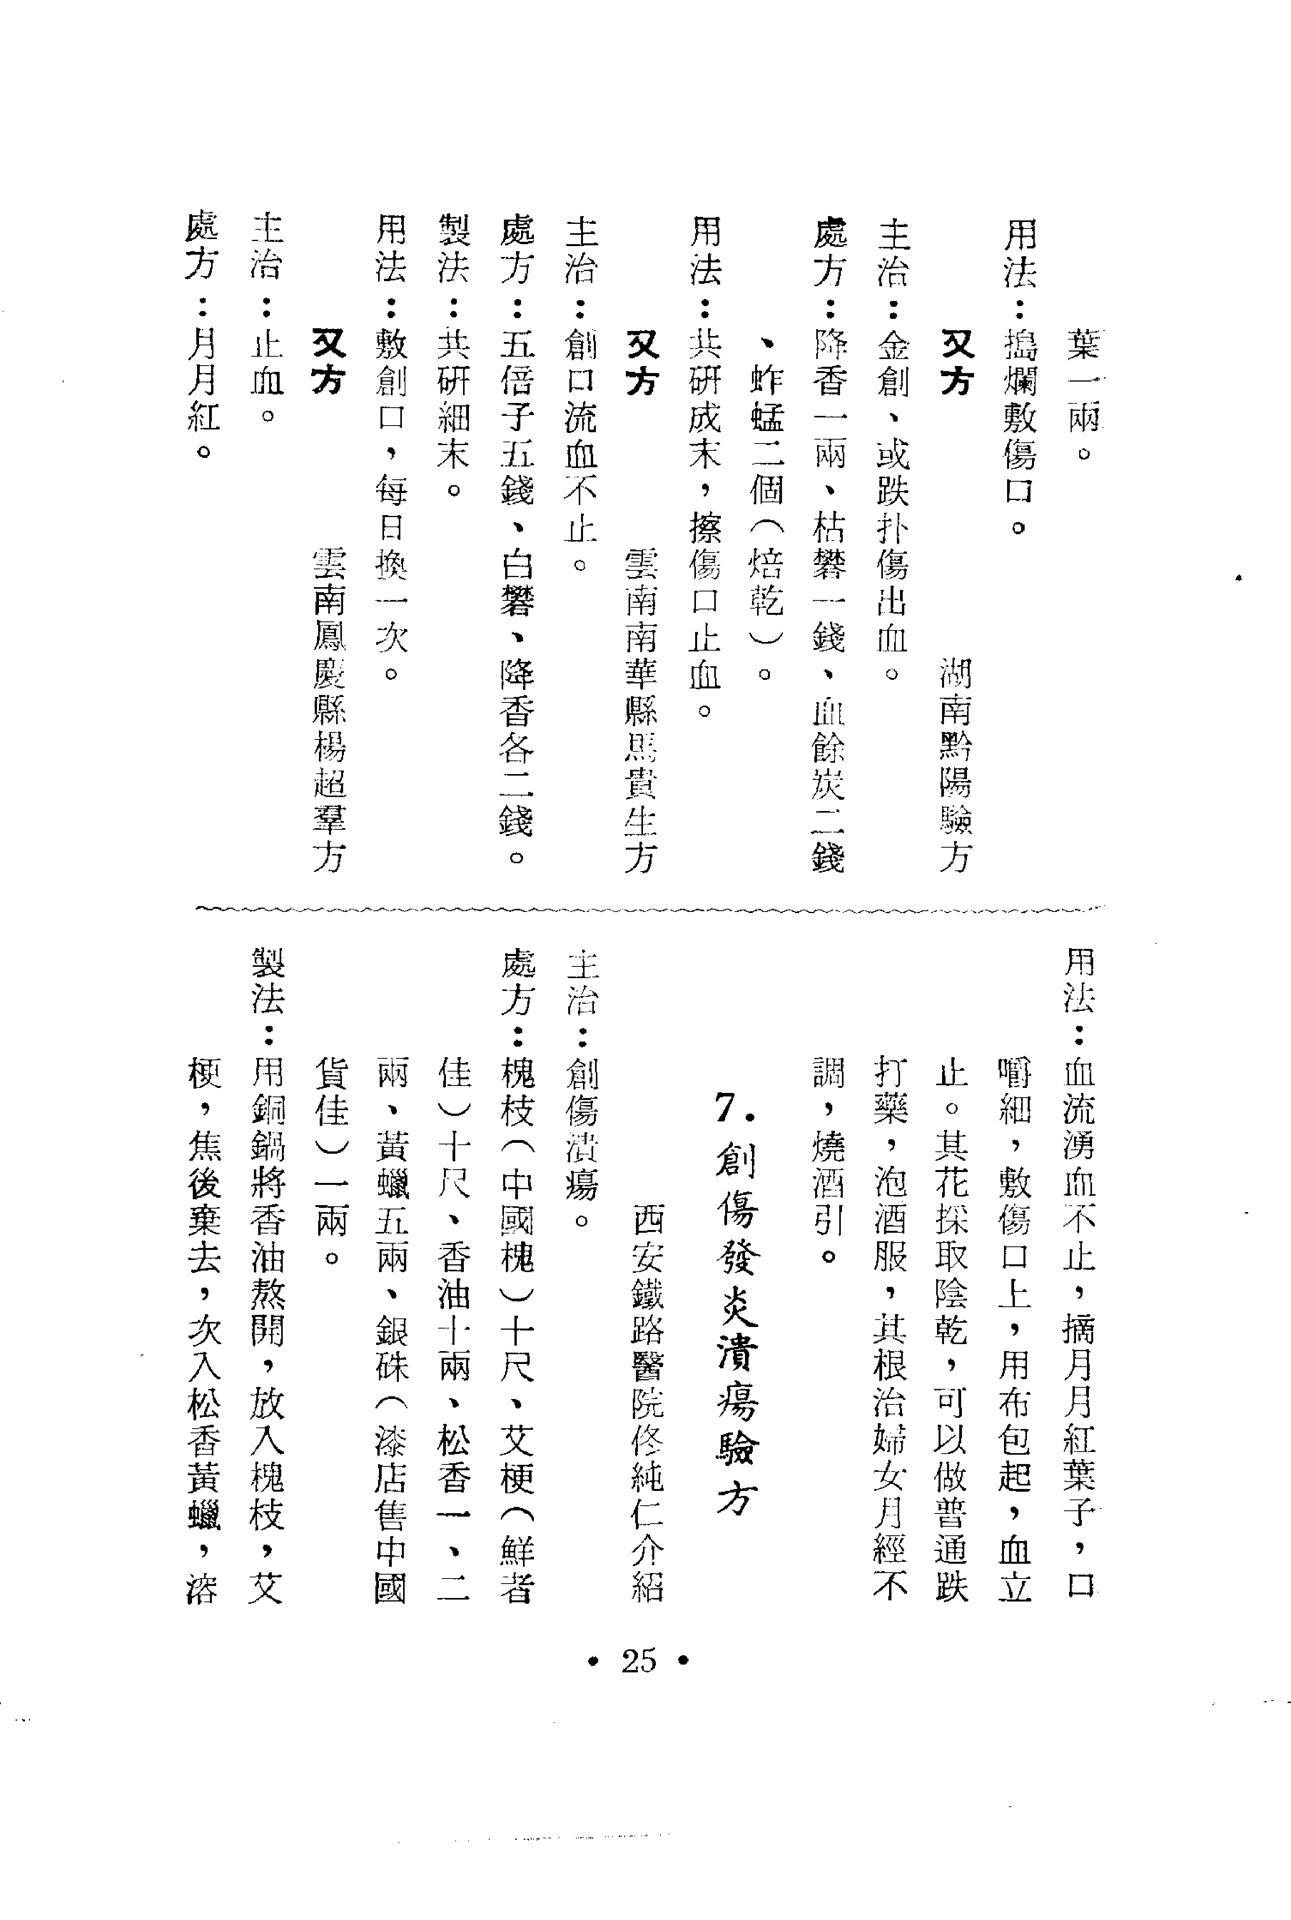 葉一兩。
用法：搗爛敷傷口。
又方　湖南黔陽驗方
主治：金創、或跌扑傷出血。
處方：降香一兩、枯礬一錢、血餘炭二錢
、蚱蜢二個（焙乾）。
用法：共研成末，擦傷口止血。
又方　雲南南華縣馬貴生方
主治：創口流血不止。
處方：五倍子五錢、白礬、降香各二錢。
製法：共研細末。
用法：敷創口，每日換一次。
又方　雲南鳳慶縣楊超羣方
主治：止血。
處方：月月紅。
用法：血流湧血不止，摘月月紅葉子，口
嚼細，敷傷口上，用布包起，血立
止。其花採取陰乾，可以做普通跌
打藥，泡酒服，其根治婦女月經不
調，燒酒引。
7.創傷發炎潰瘍驗方
西安鐵路醫院佟純仁介紹
主治：創傷潰瘍。
處方：槐枝（中國槐）十尺、艾梗（鮮者
佳）十尺、香油十兩、松香一、二
兩、黃蠟五兩、銀硃（漆店售中國
貨佳）一兩。
製法：用銅鍋將香油熬開，放入槐枝，艾
梗，焦後棄去，次入松香黃蠟，溶
• 25 •